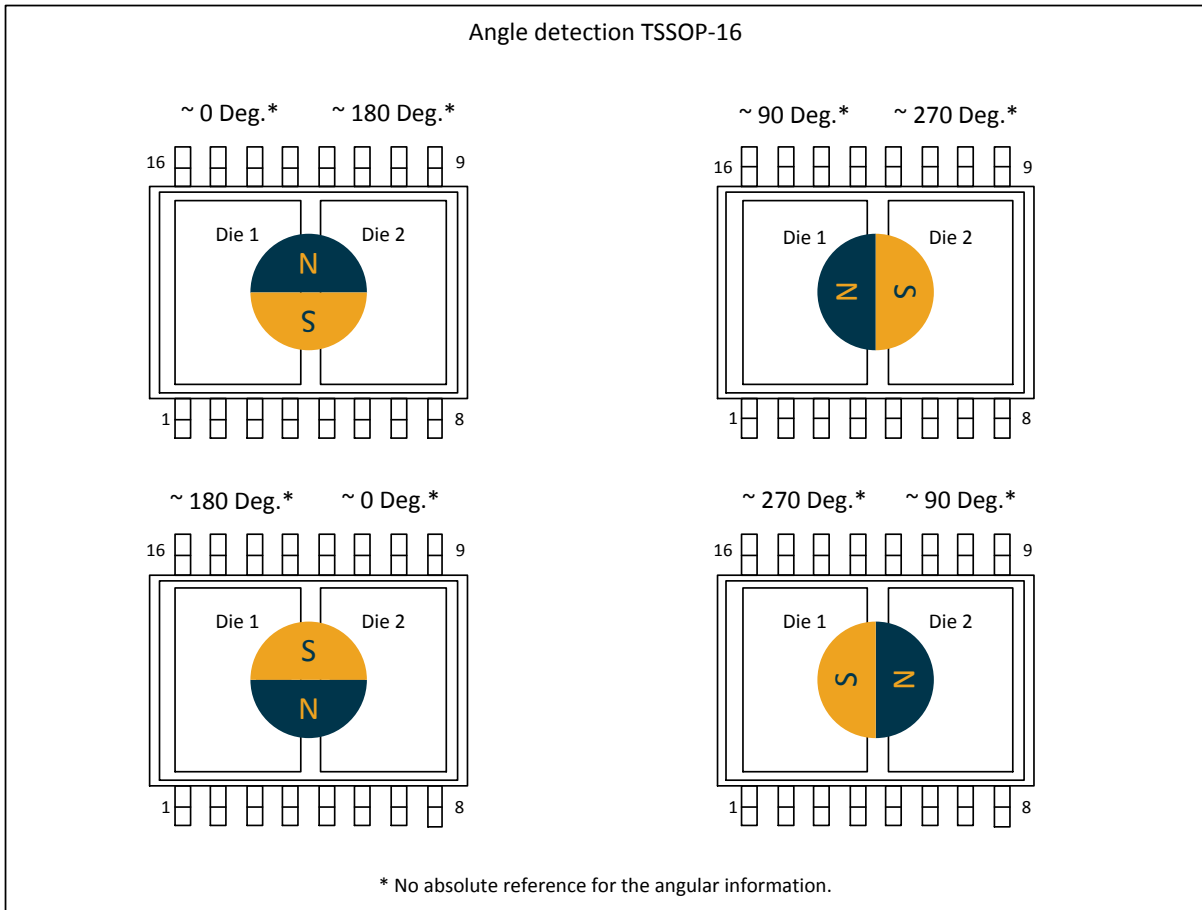 Angle detection TSSOP-16
~ 0 Deg.* ~ 180 Deg.* ~ 90 Deg.* ~ 270 Deg.*
16 9 16 9
Die 1 Die 2 Die 1 Die 2
N
S
N S
1 8 1 8
~ 180 Deg.* ~ 0 Deg.* ~ 270 Deg.* ~ 90 Deg.*
16 9 16 9
Die 1 Die 2 Die 1 Die 2
S
N
S N
1 8 1 8
* No absolute reference for the angular information.